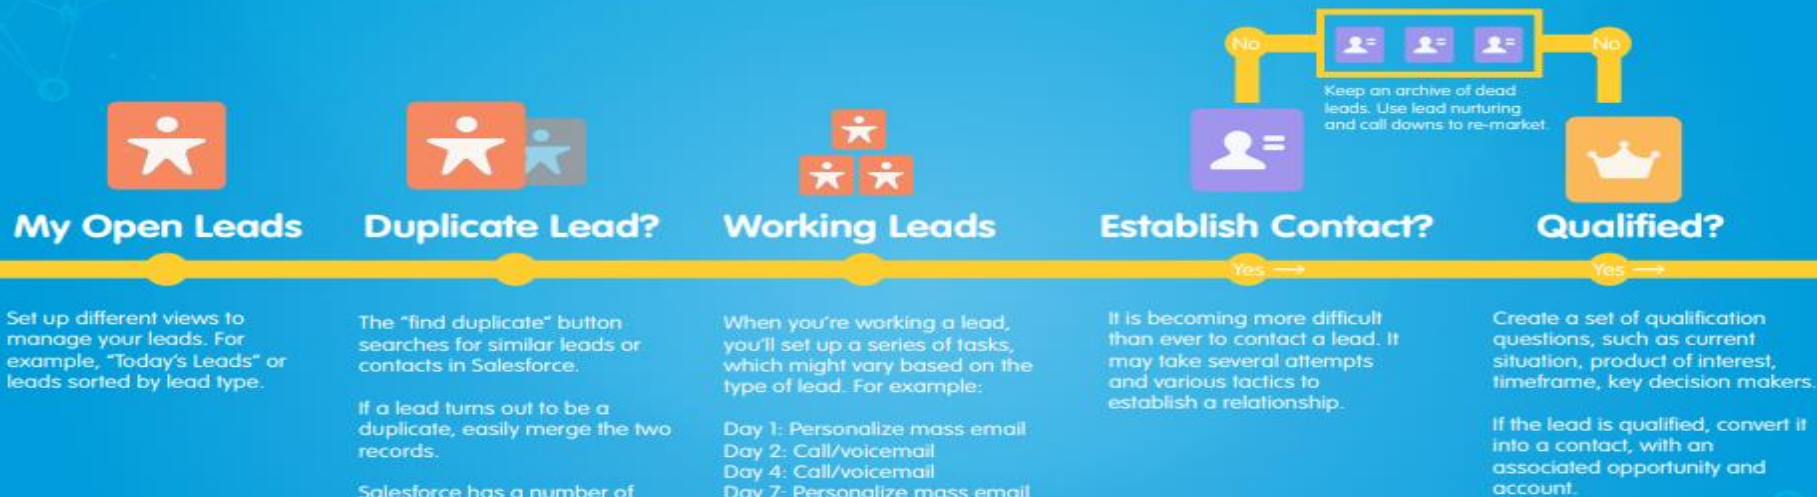 No
No
Keep an archive of dead
leads. Use lead nurturing
and call downs to re-market.
My Open Leads
Duplicate Lead?
Working Leads
Establish Contact?
Qualified?
Yes →
Yes →
Set up different views to
manage your leads. For
example, "Today's Leads" or
leads sorted by lead type.
The "find duplicate" button
searches for similar leads or
contacts in Salesforce.
If a lead turns out to be a
duplicate, easily merge the two
records.
Salesforce has a number of
When you're working a lead,
you'll set up a series of tasks,
which might vary based on the
type of lead. For example:
Day 1: Personalize mass email
Day 2: Call/voicemail
Day 4: Call/voicemail
Day 7: Personalize mass email
It is becoming more difficult
than ever to contact a lead. It
may take several attempts
and various tactics to
establish a relationship.
Create a set of qualification
questions, such as current
situation, product of interest,
timeframe, key decision makers.
If the lead is qualified, convert it
into a contact, with an
associated opportunity and
account.